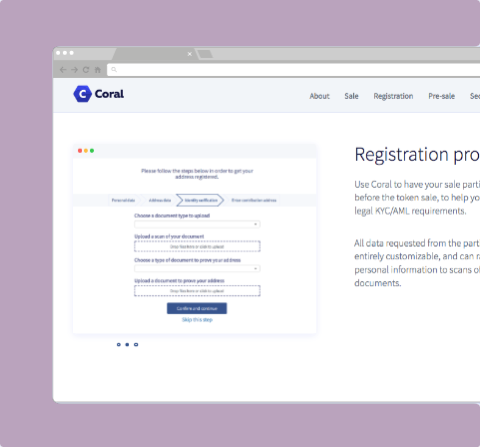 Coral
About Sale Registration Pre-sale Sec
Please follow the steps below in order to get your
address registered.
Personal data Address data Identity verification Enter contribution address
Choose a document type to upload
Upload a scan of your document
Drop files here or click to upload
Choose a type of document to prove your address
Upload a document to prove your address
Drop files here or click to upload
Confirm and continue
Skip this step
Registration pro
Use Coral to have your sale parti
before the token sale, to help you
legal KYC/AML requirements.
All data requested from the part
entirely customizable, and can ra
personal information to scans of
documents.